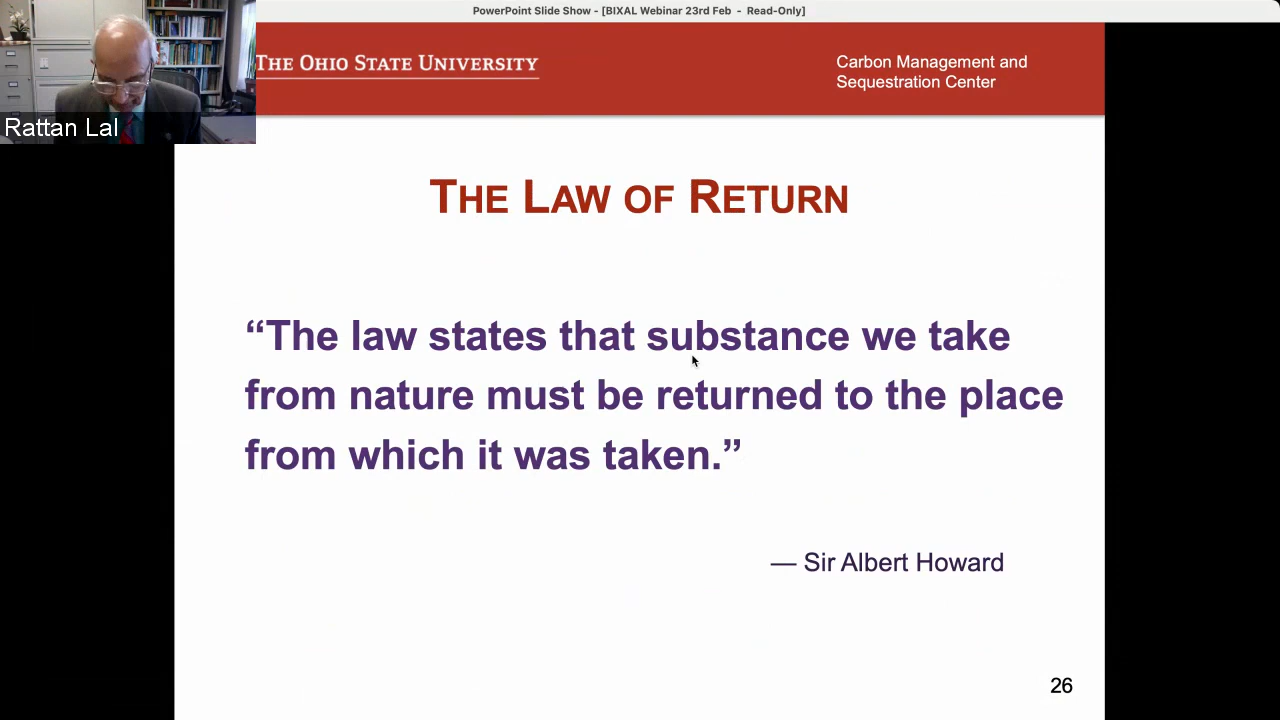 PowerPoint Slide Show - [BIXAL Webinar 23rd Feb - Read-Only]
THE OHIO STATE UNIVERSITY
Carbon Management and
Sequestration Center
Rattan Lal
THE LAW OF RETURN
“The law states that substance we take
from nature must be returned to the place
from which it was taken.”
— Sir Albert Howard
26